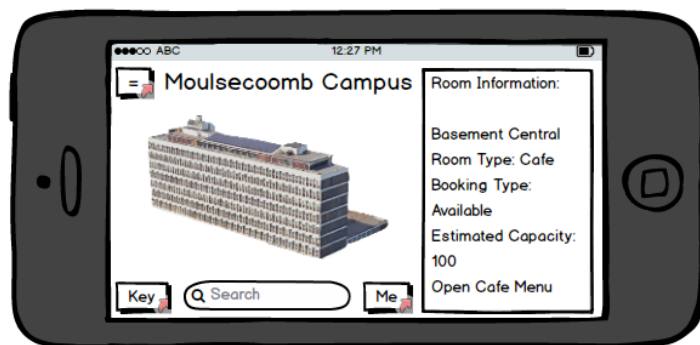 ABC 12:27 PM
= Moulsecoomb Campus
Room Information:
Basement Central
Room Type: Cafe
Booking Type:
Available
Estimated Capacity:
100
Open Cafe Menu
Key Search Me